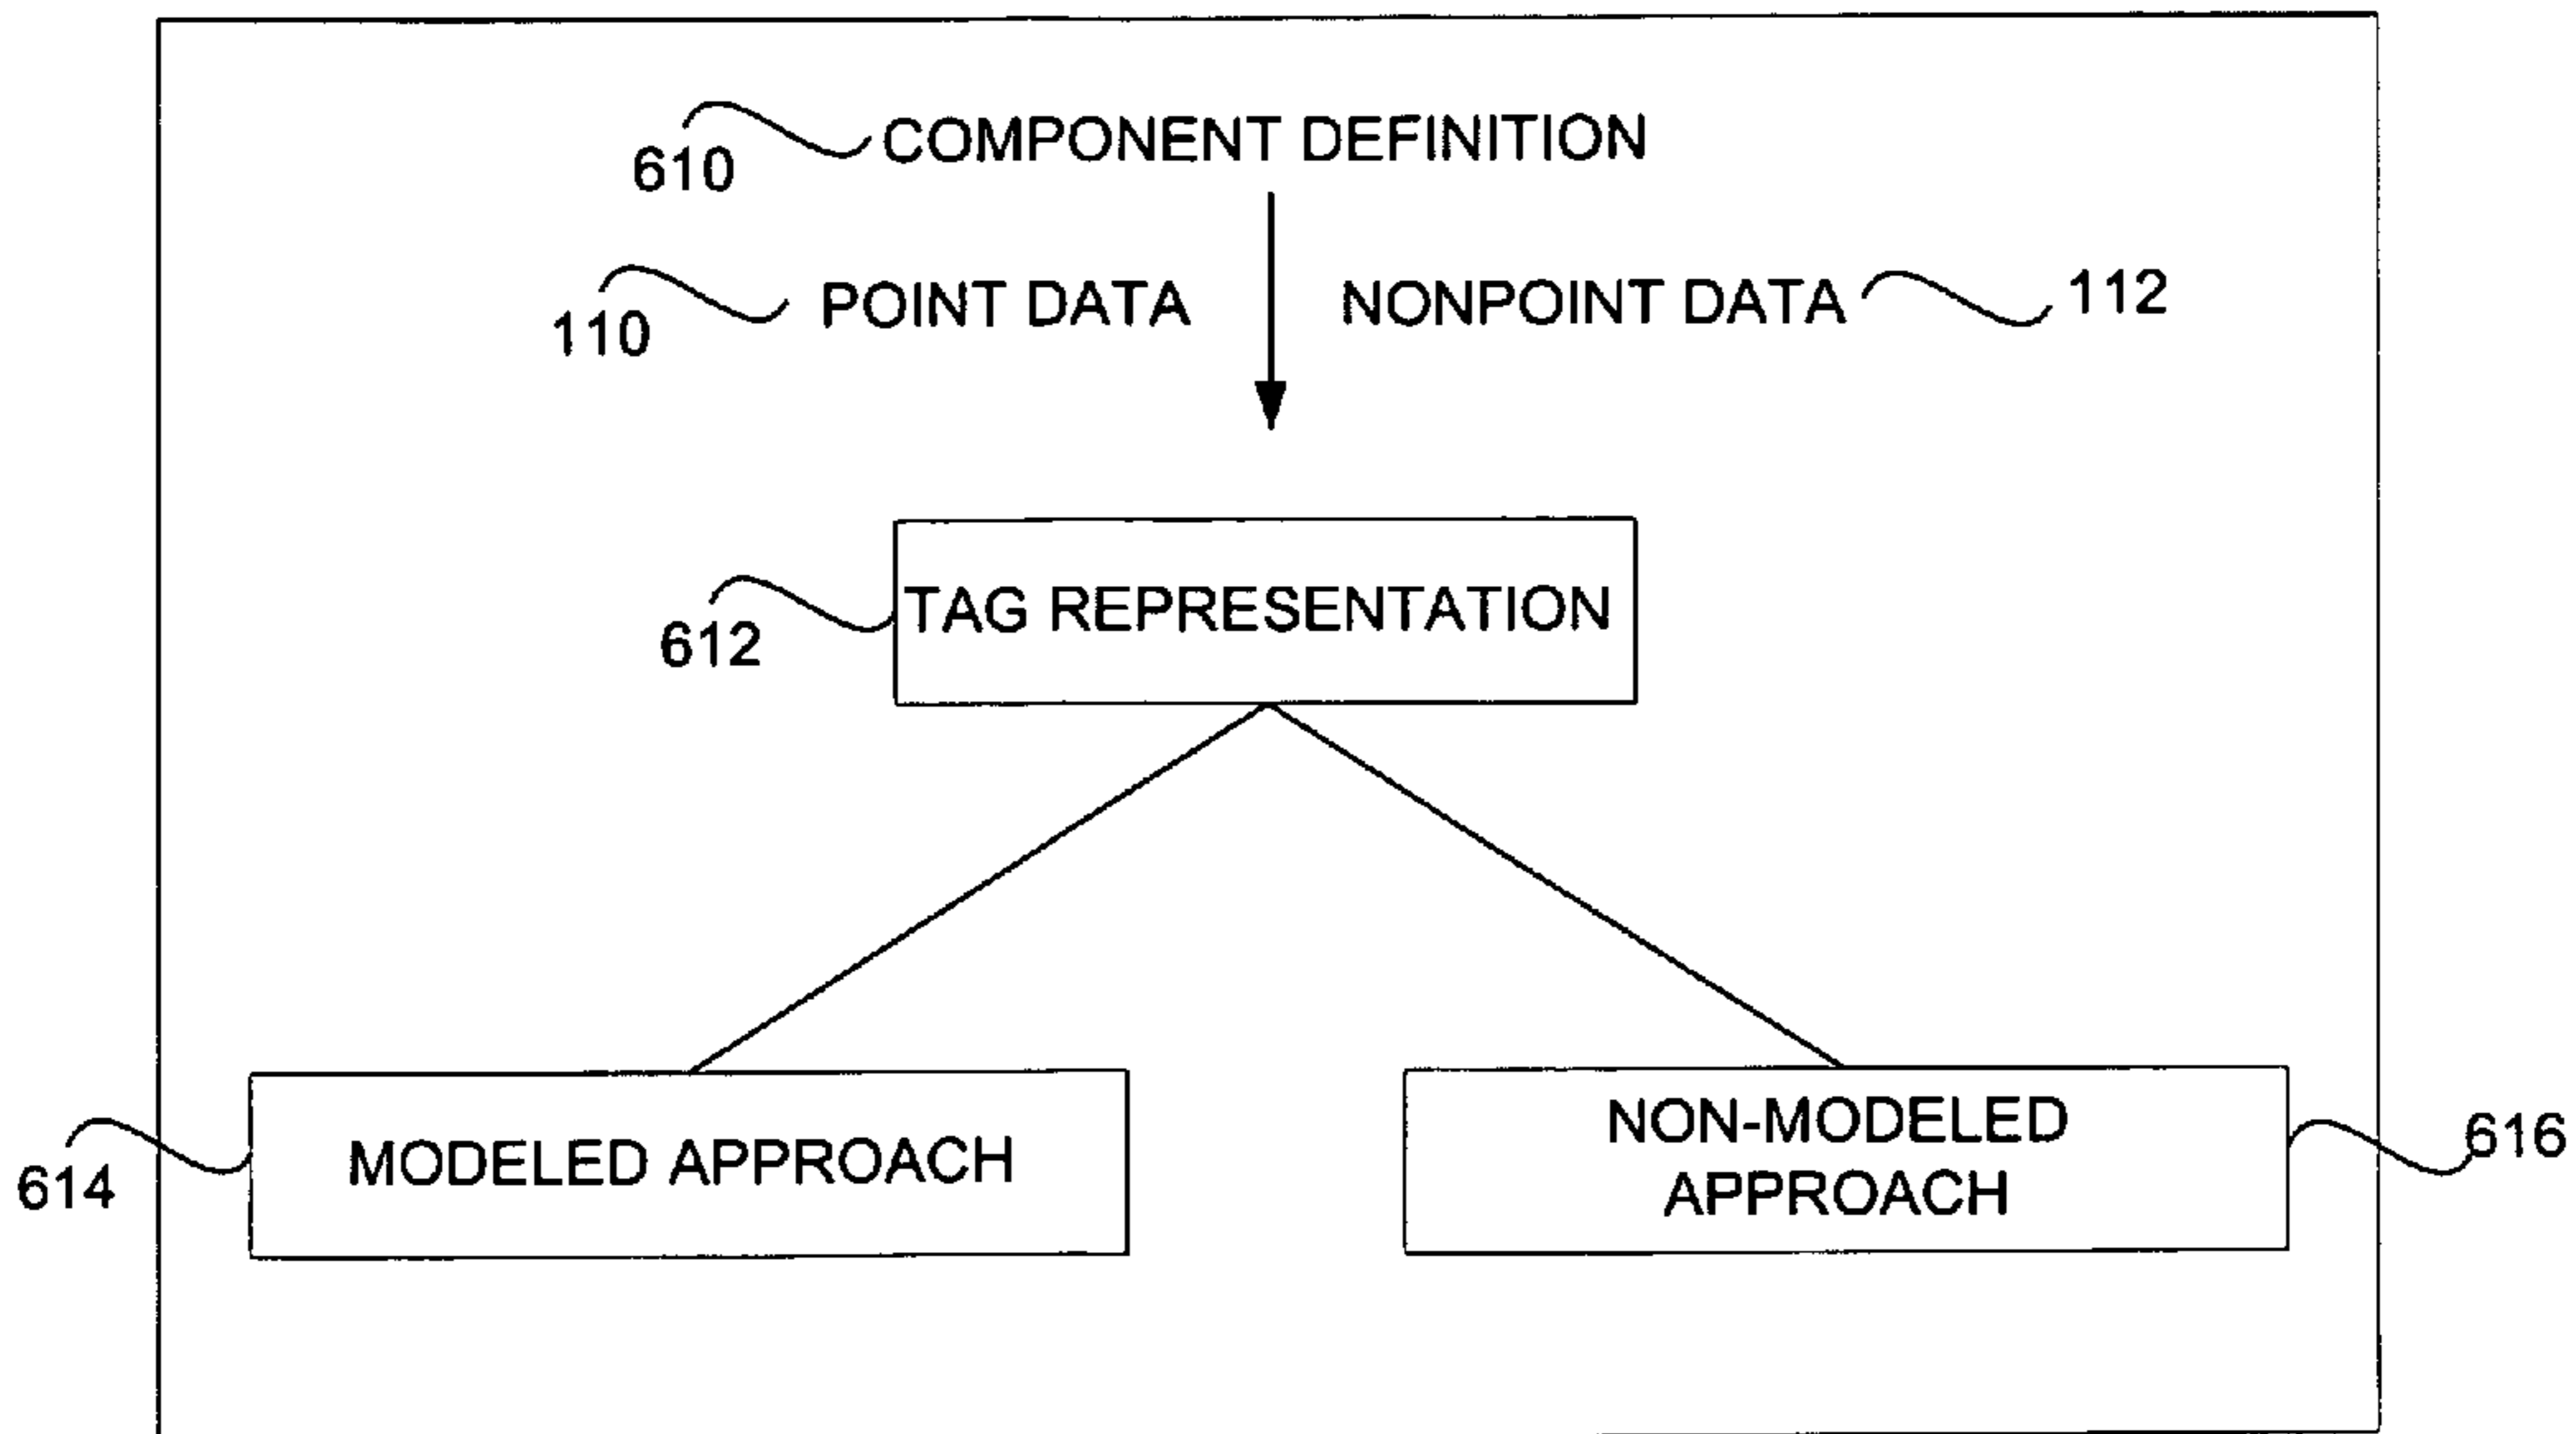 COMPONENT DEFINITION
610
POINT DATA
NONPOINT DATA
112
110
TAG REPRESENTATION
612
MODELED APPROACH
614
NON-MODELED
APPROACH
616